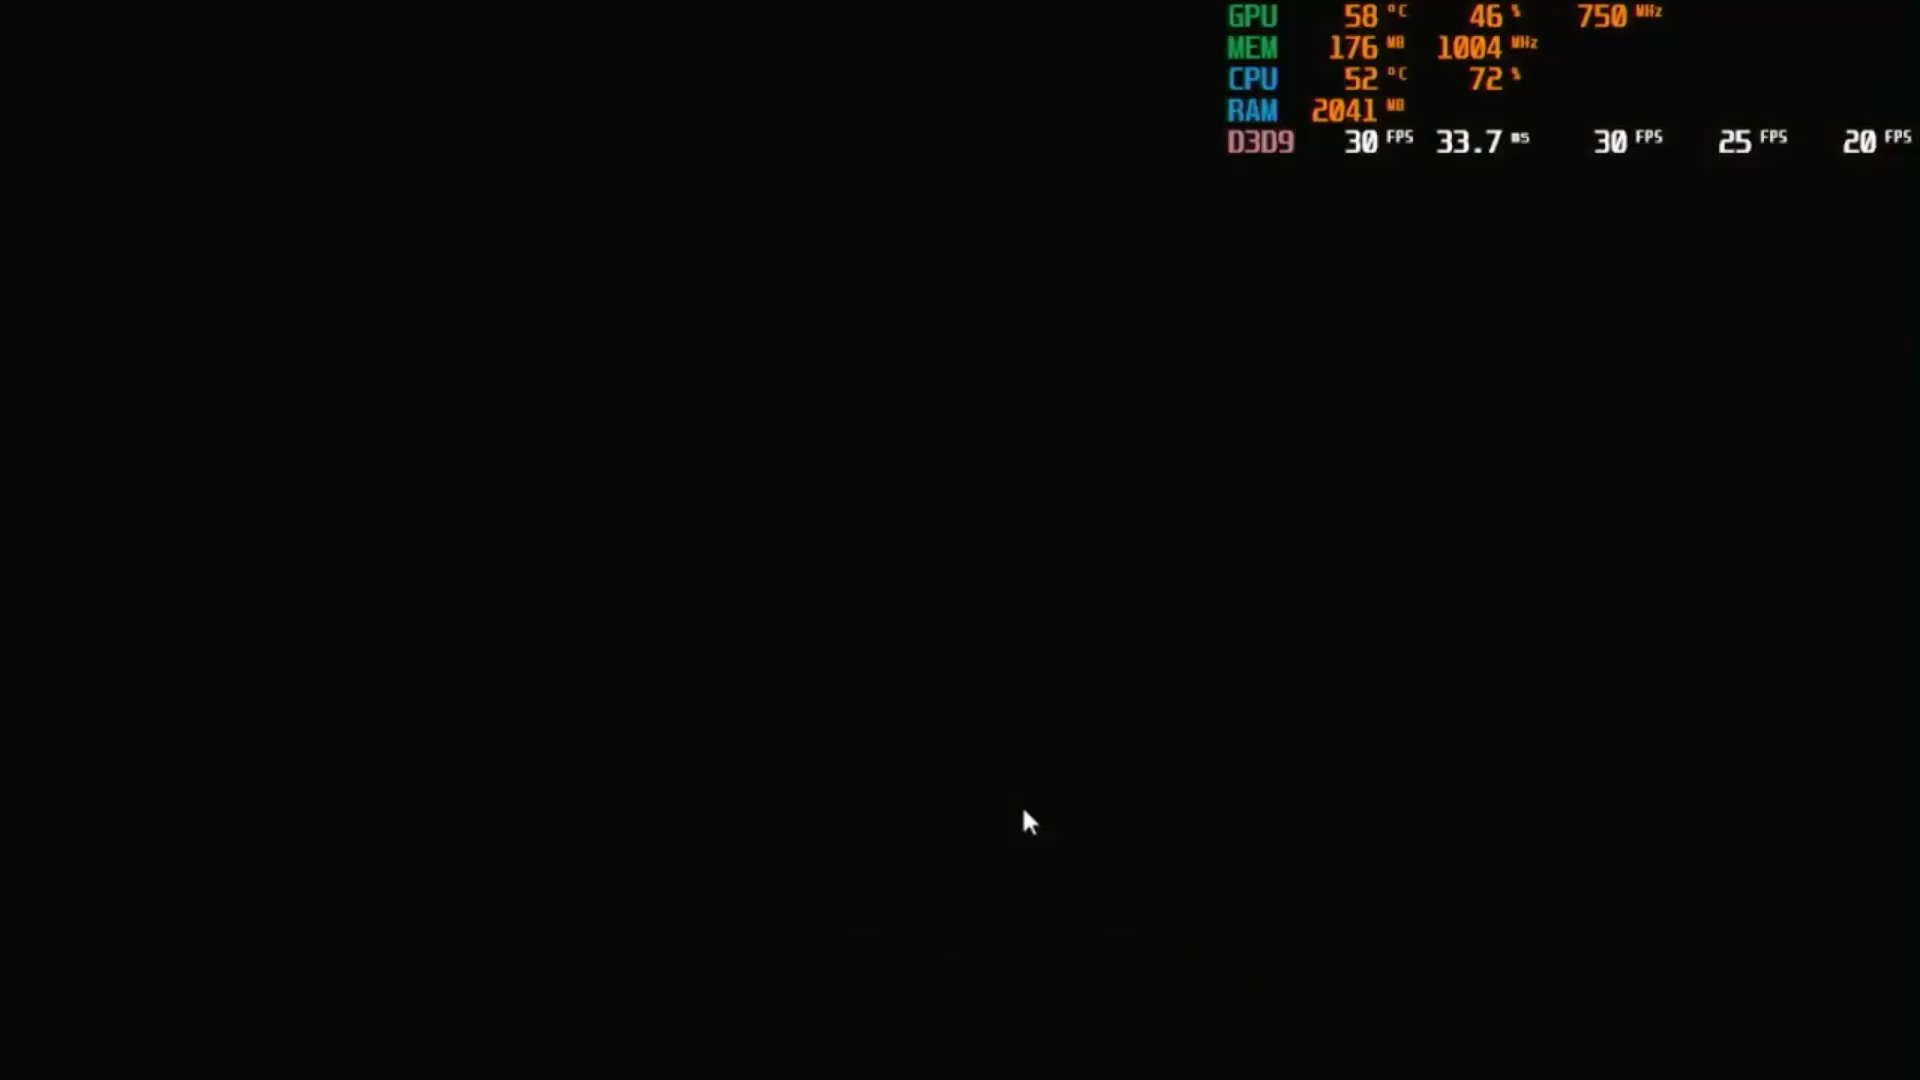 GPU 58 °C 46 % 750 MHz
MEM 176 MB 1004 MHz
CPU 52 °C 72 %
RAM 2041 MB
D3D9 30 FPS 33.7 ms 30 FPS 25 FPS 20 FPS